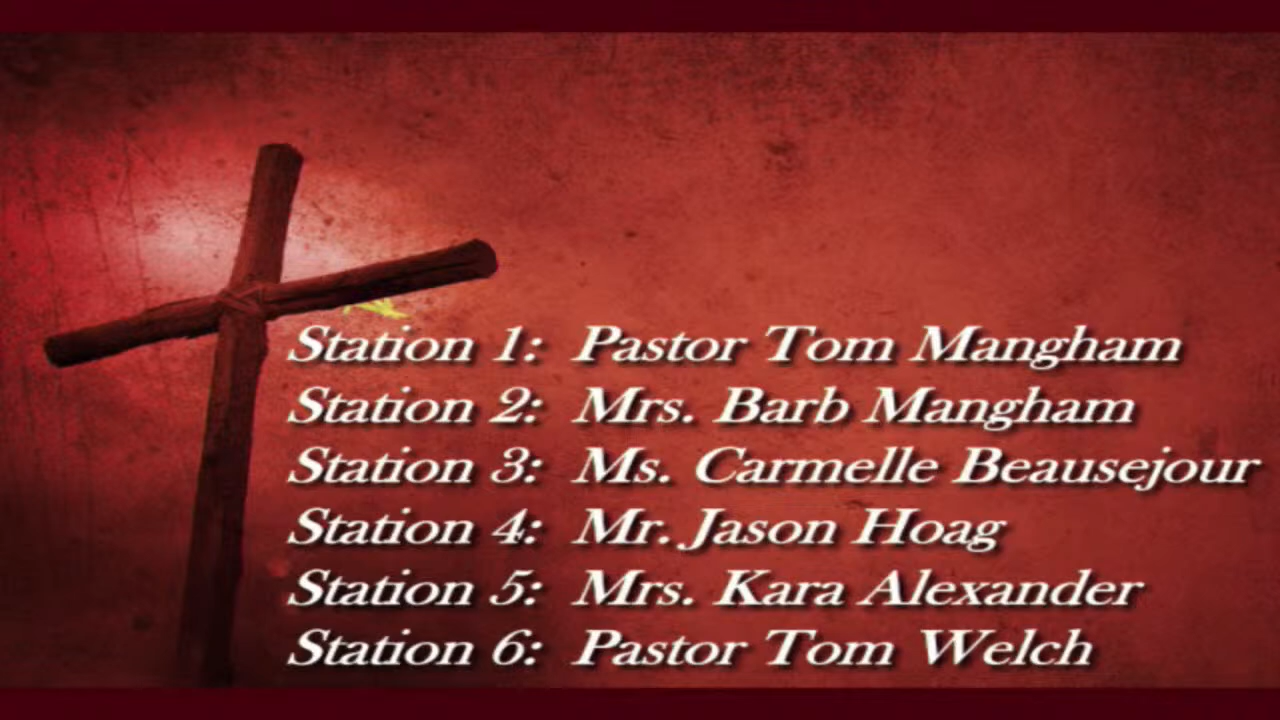 Station 1: Pastor Tom Mangham
Station 2: Mrs. Barb Mangham
Station 3: Ms. Carmelle Beausejour
Station 4: Mr. Jason Hoag
Station 5: Mrs. Kara Alexander
Station 6: Pastor Tom Welch